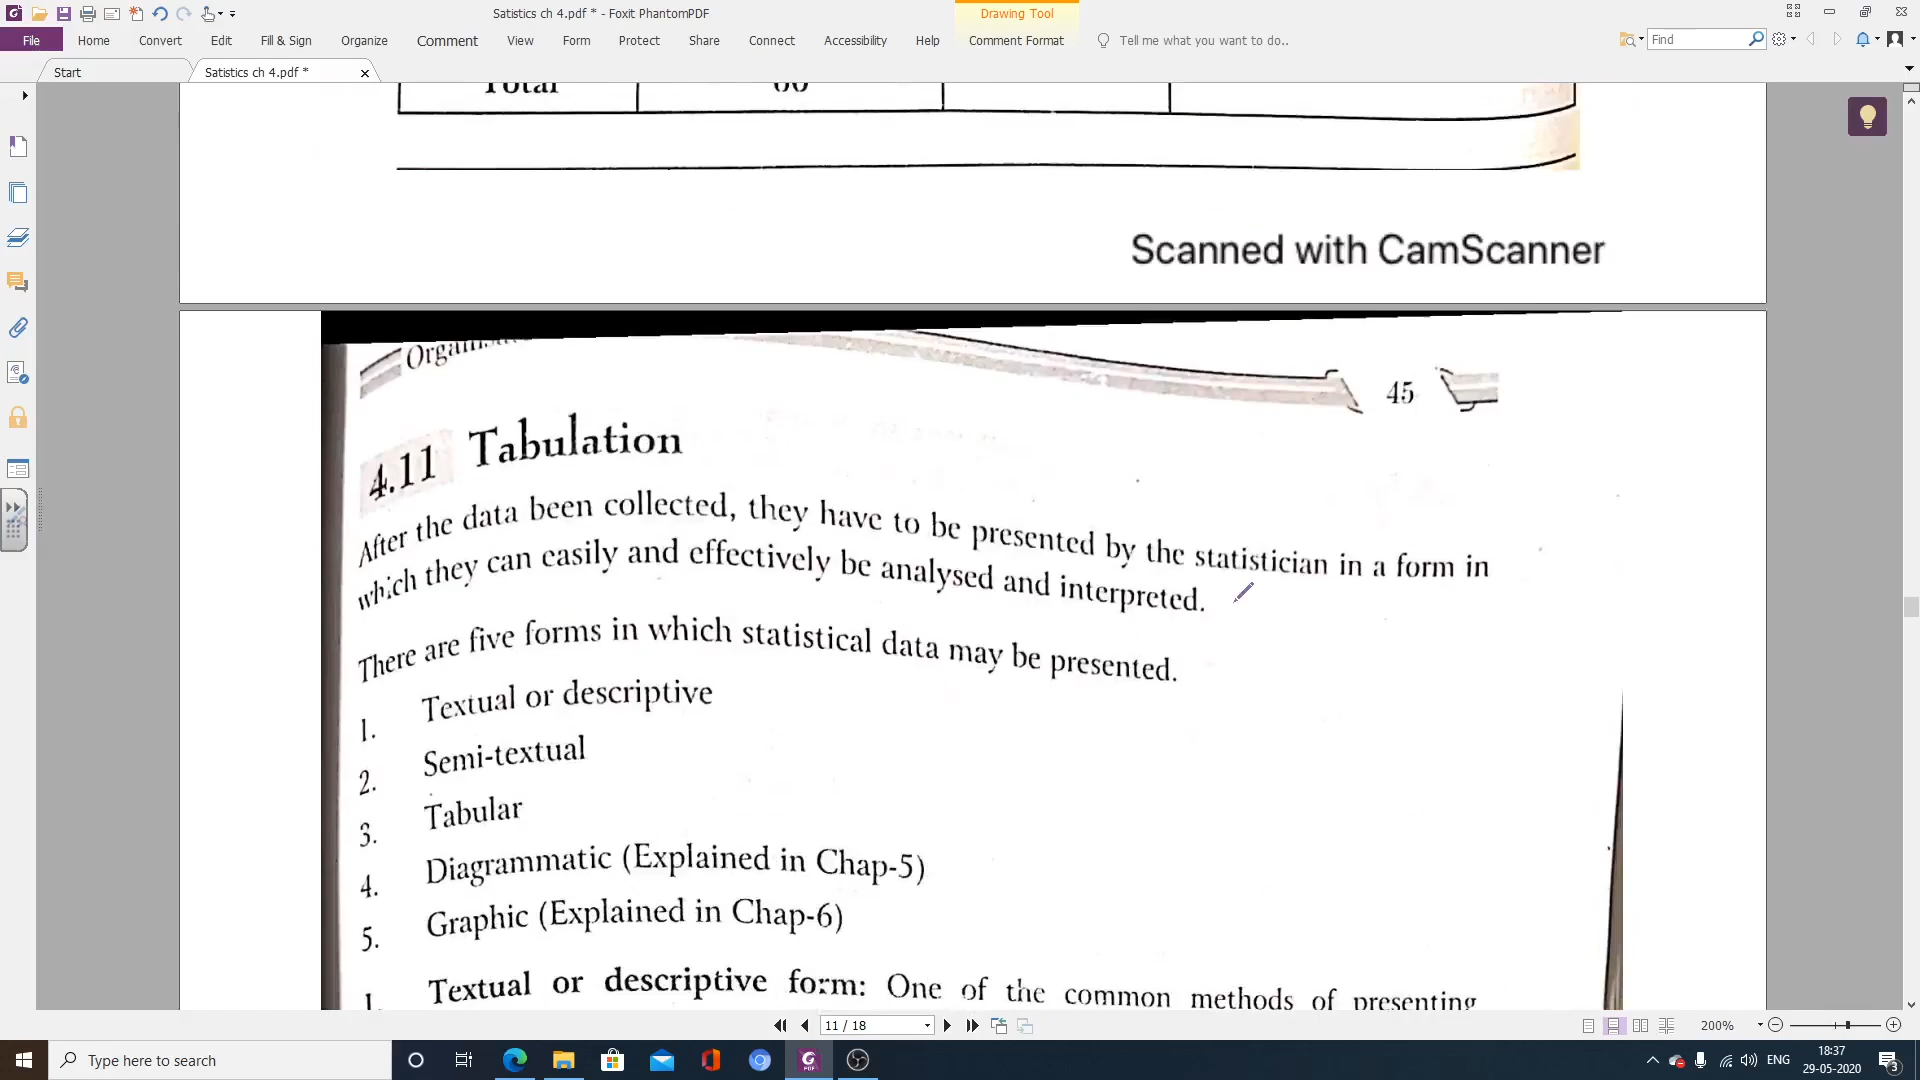 Satistics ch 4.pdf * - Foxit PhantomPDF
Drawing Tool
File Home Convert Edit Fill & Sign Organize Comment View Form Protect Share Connect Accessibility Help Comment Format Tell me what you want to do.. Find
Start Satistics ch 4.pdf *
Total
Scanned with CamScanner
45
4.11 Tabulation
After the data been collected, they have to be presented by the statistician in a form in
which they can easily and effectively be analysed and interpreted.
There are five forms in which statistical data may be presented.
1. Textual or descriptive
2. Semi-textual
3. Tabular
4. Diagrammatic (Explained in Chap-5)
5. Graphic (Explained in Chap-6)
1. Textual or descriptive form: One of the common methods of presenting
11 / 18
200%
Type here to search
ENG
18:37
29-05-2020
3